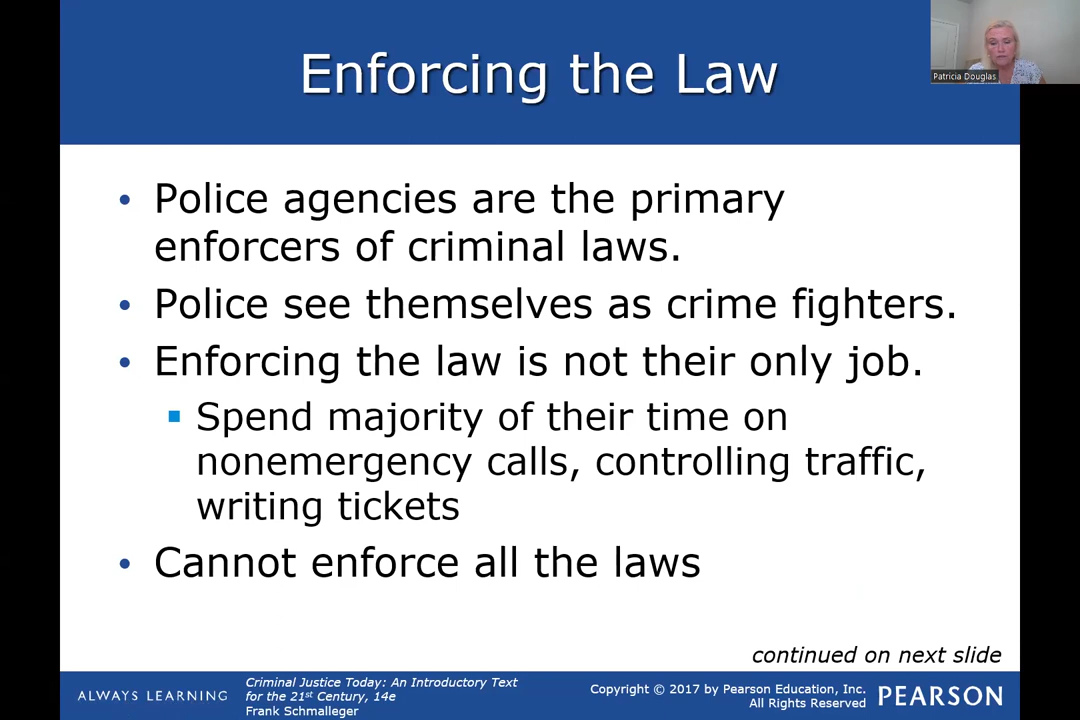 Enforcing the Law
Patricia Douglas
• Police agencies are the primary
enforcers of criminal laws.
• Police see themselves as crime fighters.
• Enforcing the law is not their only job.
▪ Spend majority of their time on
nonemergency calls, controlling traffic,
writing tickets
• Cannot enforce all the laws
continued on next slide
ALWAYS LEARNING
Criminal Justice Today: An Introductory Text
for the 21st Century, 14e
Frank Schmalleger
Copyright © 2017 by Pearson Education, Inc.
All Rights Reserved
PEARSON